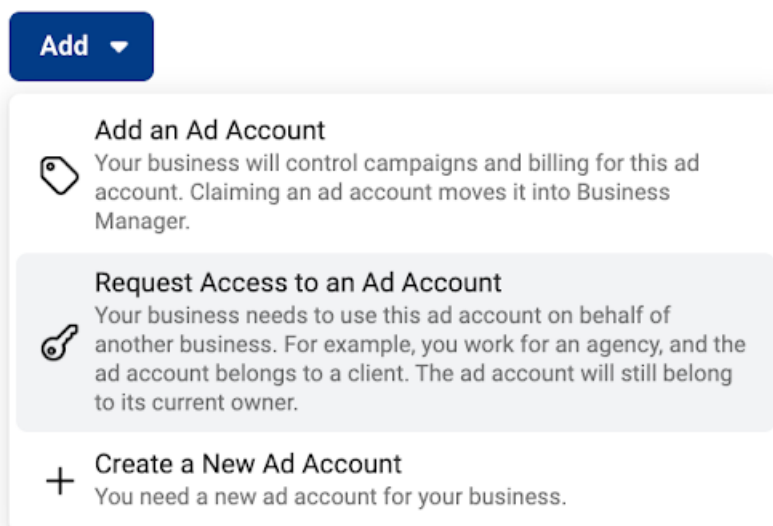 Add
Add an Ad Account
Your business will control campaigns and billing for this ad
account. Claiming an ad account moves it into Business
Manager.
Request Access to an Ad Account
Your business needs to use this ad account on behalf of
another business. For example, you work for an agency, and the
ad account belongs to a client. The ad account will still belong
to its current owner.
Create a New Ad Account
You need a new ad account for your business.